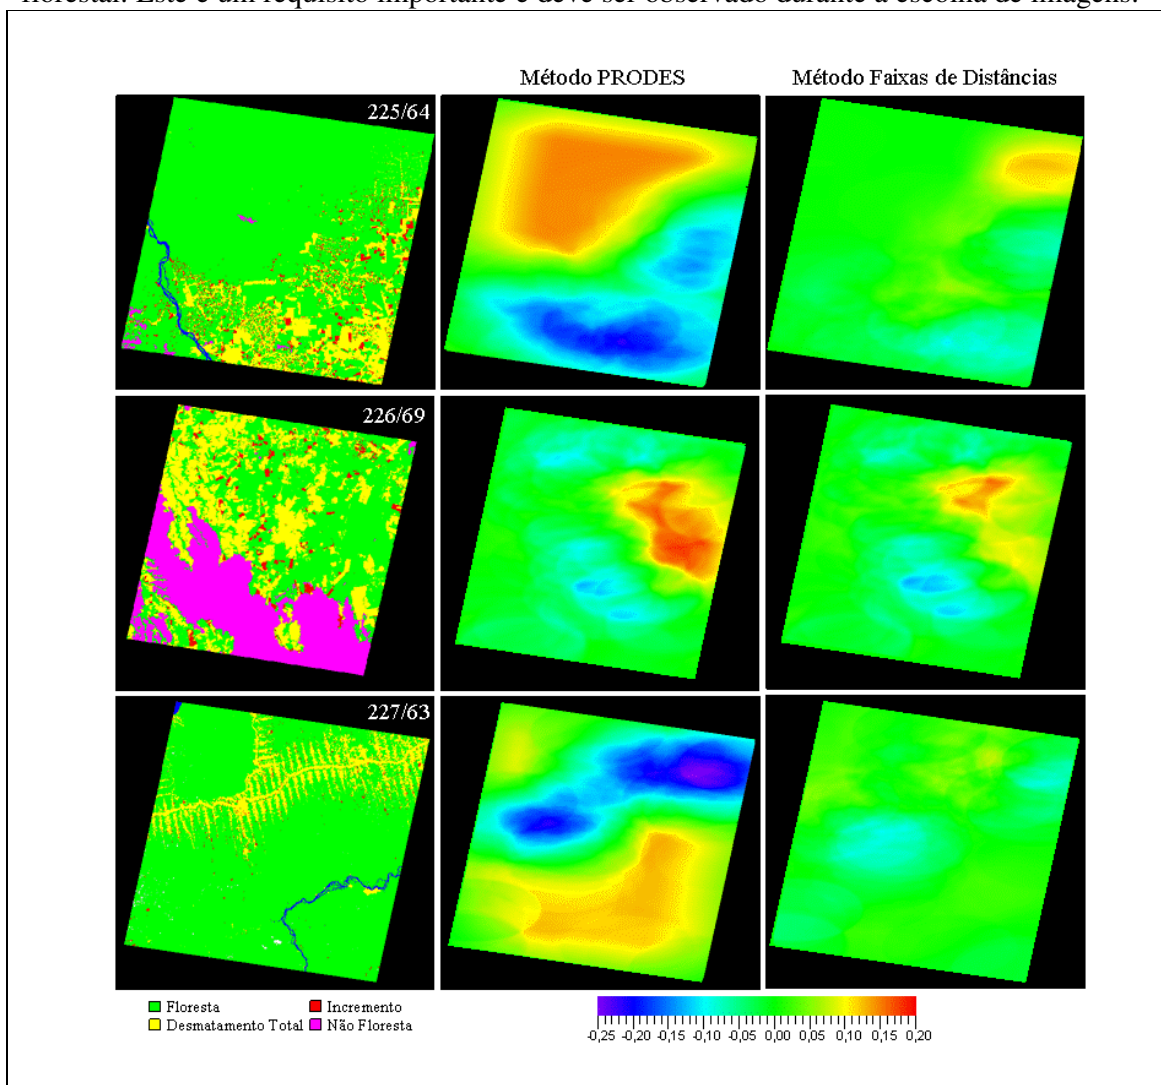 florestal. Este é um requisito importante e deve ser observado durante a escolha de imagens.
Método PRODES
Método Faixas de Distâncias
225/64
226/69
227/63
Floresta
Incremento
Desmatamento Total
Não Floresta
-0,25 -0,20 -0,15 -0,10 -0,05 0,00 0,05 0,10 0,15 0,20